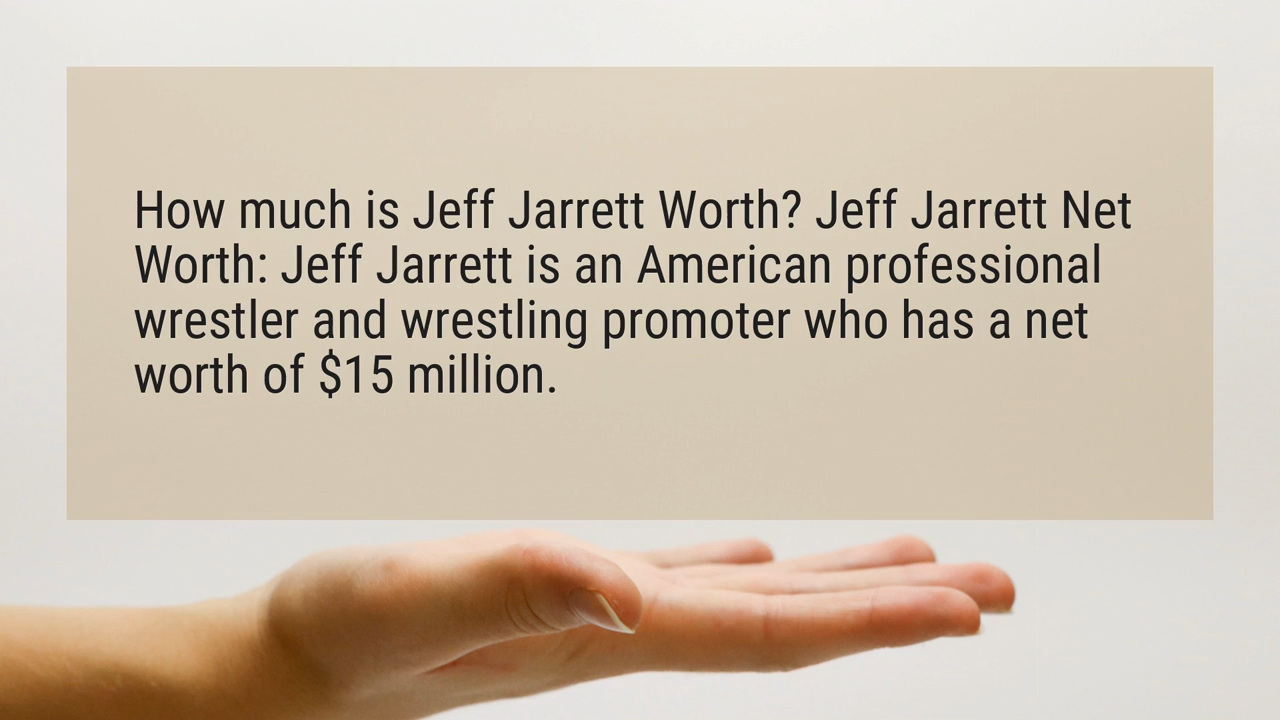 How much is Jeff Jarrett Worth? Jeff Jarrett Net
Worth: Jeff Jarrett is an American professional
wrestler and wrestling promoter who has a net
worth of $15 million.